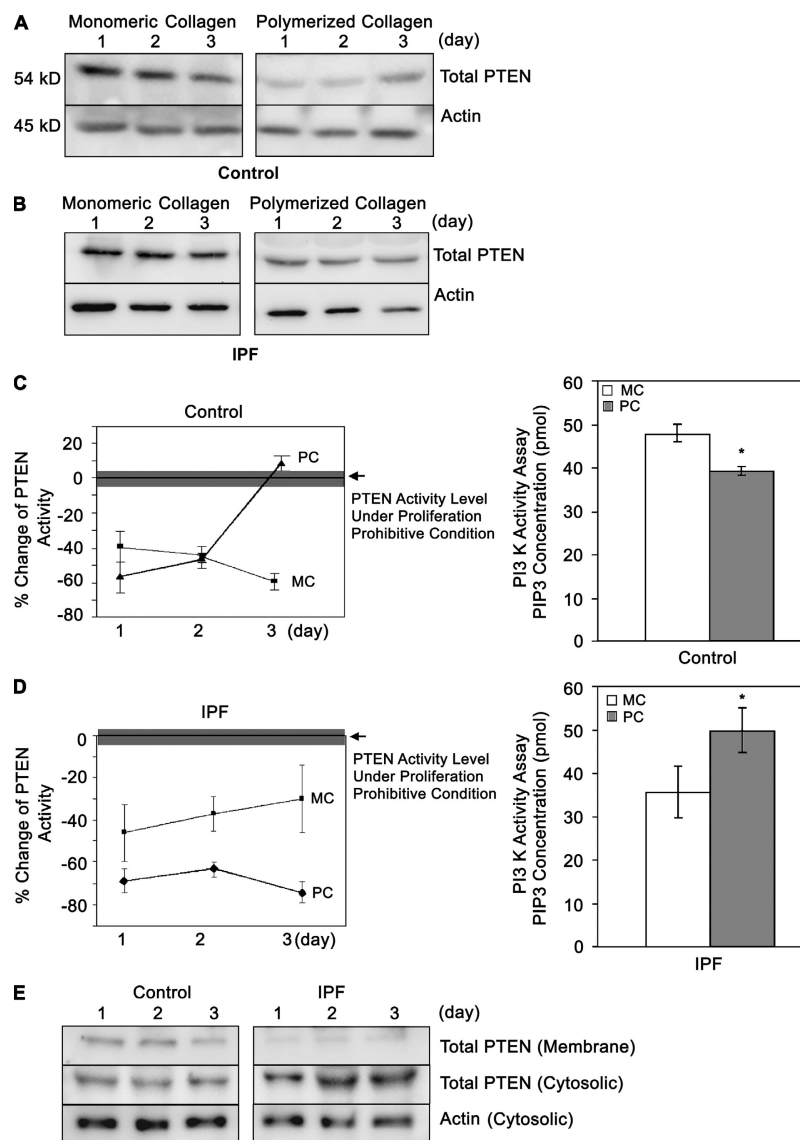 A
Monomeric Collagen Polymerized Collagen
1 2 3 1 2 3 (day)
54 kD Total PTEN
45 kD Actin
Control
B
Monomeric Collagen Polymerized Collagen
1 2 3 1 2 3 (day)
Total PTEN
Actin
IPF
C
Control
% Change of PTEN
Activity
20
0
-20
-40
-60
-80
PC
MC
1 2 3 (day)
PTEN Activity Level
Under Proliferation
Prohibitive Condition
PI3 K Activity Assay
PIP3 Concentration (pmol)
60
50
40
30
50
10
0
MC
PC
*
Control
D
IPF
% Change of PTEN
Activity
0
-20
-40
-60
-80
MC
PC
1 2 3 (day)
PTEN Activity Level
Under Proliferation
Prohibitive Condition
PI3 K Activity Assay
PIP3 Concentration (pmol)
60
50
40
30
20
10
0
MC
PC
*
IPF
E
Control IPF
1 2 3 1 2 3 (day)
Total PTEN (Membrane)
Total PTEN (Cytosolic)
Actin (Cytosolic)